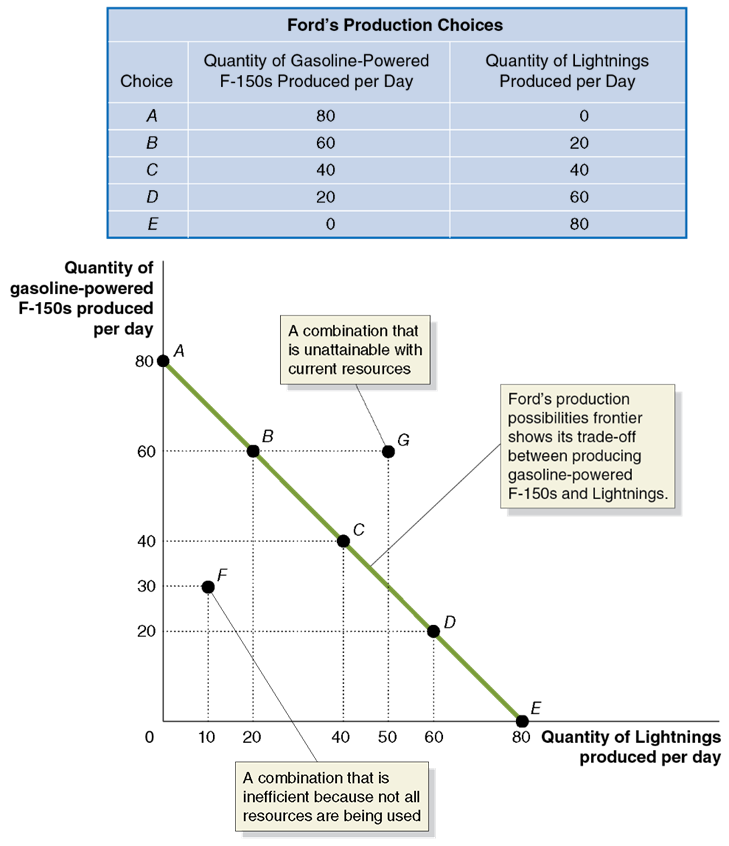 Ford's Production Choices
Choice
Quantity of Gasoline-Powered
F-150s Produced per Day
Quantity of Lightnings
Produced per Day
A 80 0
B 60 20
C 40 40
D 20 60
E 0 80
Quantity of
gasoline-powered
F-150s produced
per day
A combination that
is unattainable with
current resources
80 A
Ford's production
possibilities frontier
shows its trade-off
between producing
gasoline-powered
F-150s and Lightnings.
60 B G
40 C
30 F
20 D
E
0 10 20 40 50 60 80
Quantity of Lightnings
produced per day
A combination that is
inefficient because not all
resources are being used